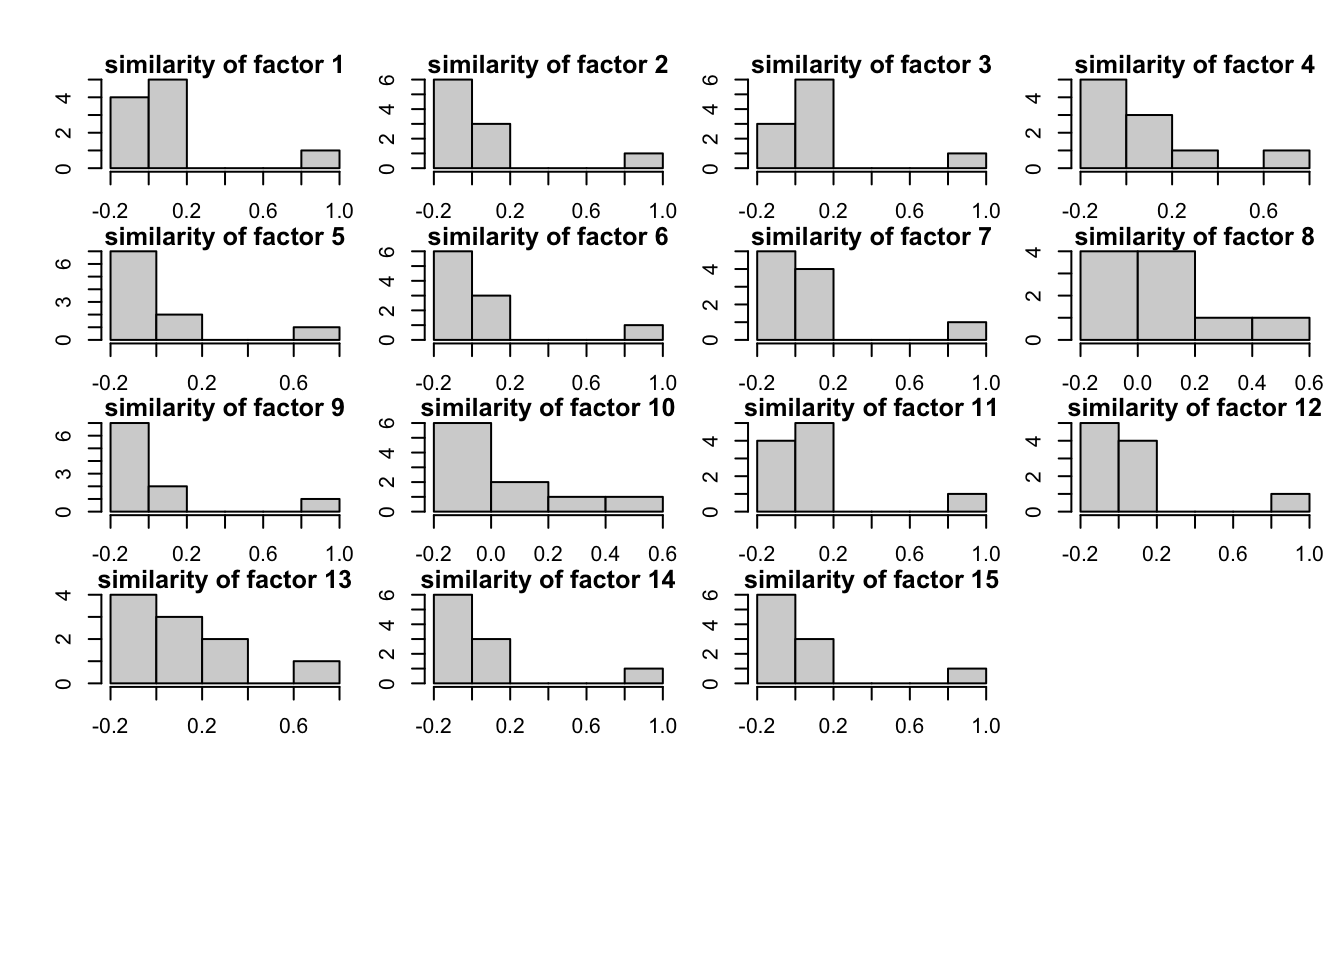 similarity of factor 1 similarity of factor 2 similarity of factor 3 similarity of factor 4
0 2 4 0 2 4 6 0 2 4 6 0 2 4
-0.2 0.2 0.6 1.0 -0.2 0.2 0.6 1.0 -0.2 0.2 0.6 1.0 -0.2 0.2 0.6
similarity of factor 5 similarity of factor 6 similarity of factor 7 similarity of factor 8
0 3 6 0 2 4 6 0 2 4 0 2 4
-0.2 0.2 0.6 -0.2 0.2 0.6 1.0 -0.2 0.2 0.6 1.0 -0.2 0.0 0.2 0.4 0.6
similarity of factor 9 similarity of factor 10 similarity of factor 11 similarity of factor 12
0 3 6 0 2 4 6 0 2 4 0 2 4
-0.2 0.2 0.6 1.0 -0.2 0.0 0.2 0.4 0.6 -0.2 0.2 0.6 1.0 -0.2 0.2 0.6 1.0
similarity of factor 13 similarity of factor 14 similarity of factor 15
0 2 4 0 2 4 6 0 2 4 6
-0.2 0.2 0.6 -0.2 0.2 0.6 1.0 -0.2 0.2 0.6 1.0